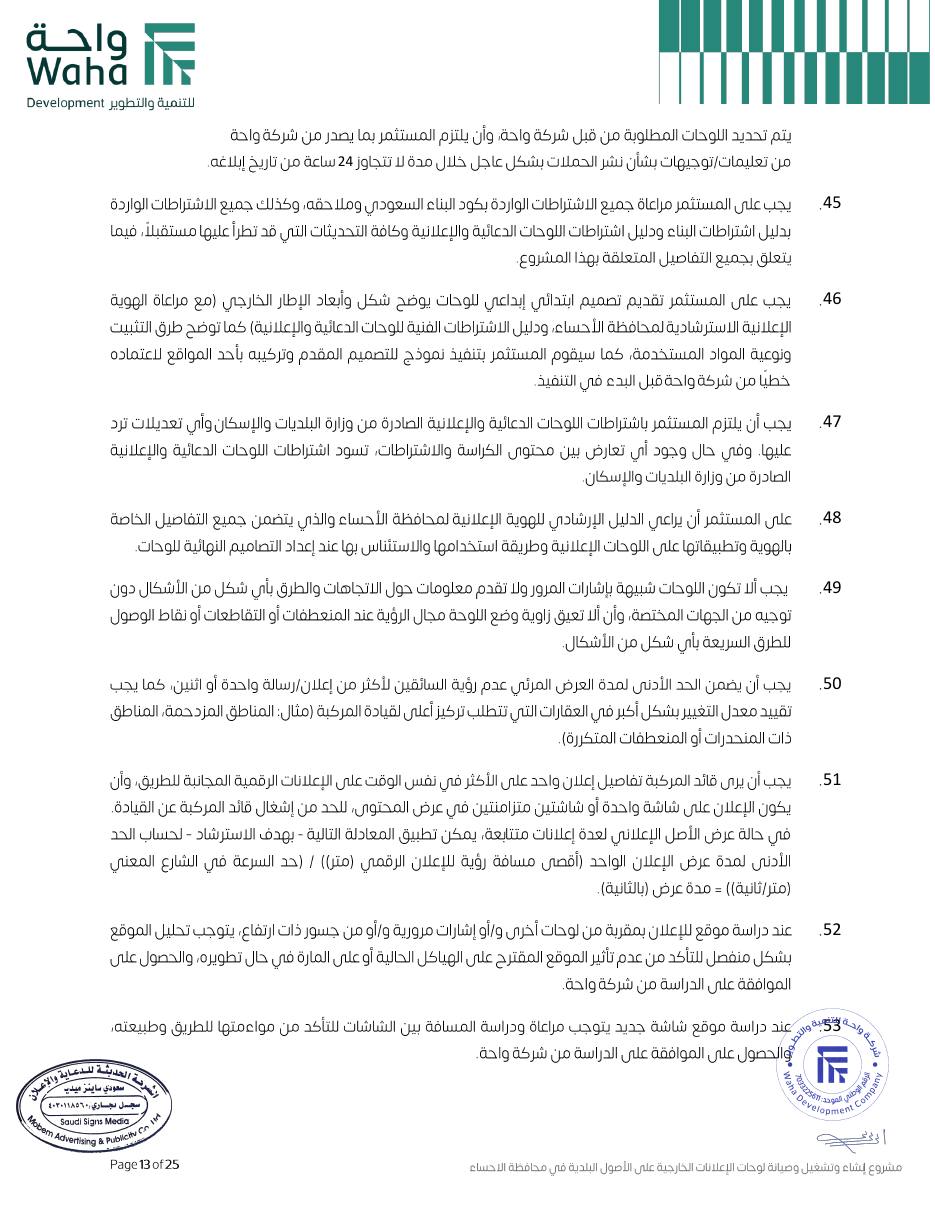 واحة
Waha
Development للتنمية والتطوير
يتم تحديد اللوحات المطلوبة من قبل شركة واحة، وأن يلتزم المستثمر بما يصدر من شركة واحة
من تعليمات/توجيهات بشأن نشر الحملات بشكل عاجل خلال مدة لا تتجاوز 24 ساعة من تاريخ إبلاغه.
45. يجب على المستثمر مراعاة جميع الاشتراطات الواردة بكود البناء السعودي وملاحقه، وكذلك جميع الاشتراطات الواردة
بدليل اشتراطات البناء ودليل اشتراطات اللوحات الدعائية والإعلانية وكافة التحديثات التي قد تطرأ عليها مستقبلاً، فيما
يتعلق بجميع التفاصيل المتعلقة بهذا المشروع.
46. يجب على المستثمر تقديم تصميم ابتدائي إبداعي للوحات يوضح شكل وأبعاد الإطار الخارجي (مع مراعاة الهوية
الإعلانية الاسترشادية لمحافظة الأحساء، ودليل الاشتراطات الفنية للوحات الدعائية والإعلانية) كما توضح طرق التثبيت
ونوعية المواد المستخدمة، كما سيقوم المستثمر بتنفيذ نموذج للتصميم المقدم وتركيبه بأحد المواقع لاعتماده
خطيًا من شركة واحة قبل البدء في التنفيذ.
47. يجب أن يلتزم المستثمر باشتراطات اللوحات الدعائية والإعلانية الصادرة من وزارة البلديات والإسكان وأي تعديلات ترد
عليها. وفي حال وجود أي تعارض بين محتوى الكراسة والاشتراطات، تسود اشتراطات اللوحات الدعائية والإعلانية
الصادرة من وزارة البلديات والإسكان.
48. على المستثمر أن يراعي الدليل الإرشادي للهوية الإعلانية لمحافظة الأحساء والذي يتضمن جميع التفاصيل الخاصة
بالهوية وتطبيقاتها على اللوحات الإعلانية وطريقة استخدامها والاستئناس بها عند إعداد التصاميم النهائية للوحات.
49. يجب ألا تكون اللوحات شبيهة بإشارات المرور ولا تقدم معلومات حول الاتجاهات والطرق بأي شكل من الأشكال دون
توجيه من الجهات المختصة، وأن ألا تعيق زاوية وضع اللوحة مجال الرؤية عند المنعطفات أو التقاطعات أو نقاط الوصول
للطرق السريعة بأي شكل من الأشكال.
50. يجب أن يضمن الحد الأدنى لمدة العرض المرئي عدم رؤية السائقين لأكثر من إعلان/رسالة واحدة أو اثنين، كما يجب
تقييد معدل التغيير بشكل أكبر في العقارات التي تتطلب تركيز أعلى لقيادة المركبة (مثال: المناطق المزدحمة، المناطق
ذات المنحدرات أو المنعطفات المتكررة).
51. يجب أن يرى قائد المركبة تفاصيل إعلان واحد على الأكثر في نفس الوقت على الإعلانات الرقمية المجانبة للطريق، وأن
يكون الإعلان على شاشة واحدة أو شاشتين متزامنتين في عرض المحتوى، للحد من إشغال قائد المركبة عن القيادة.
في حالة عرض الأصل الإعلاني لعدة إعلانات متتابعة، يمكن تطبيق المعادلة التالية - بهدف الاسترشاد - لحساب الحد
الأدنى لمدة عرض الإعلان الواحد (أقصى مسافة رؤية للإعلان الرقمي (متر)) / (حد السرعة في الشارع المعني
(متر/ثانية)) = مدة عرض (بالثانية).
52. عند دراسة موقع للإعلان بمقربة من لوحات أخرى و/أو إشارات مرورية و/أو من جسور ذات ارتفاع، يتوجب تحليل الموقع
بشكل منفصل للتأكد من عدم تأثير الموقع المقترح على الهياكل الحالية أو على المارة في حال تطويره، والحصول على
الموافقة على الدراسة من شركة واحة.
53. عند دراسة موقع شاشة جديد يتوجب مراعاة ودراسة المسافة بين الشاشات للتأكد من مواءمتها للطريق وطبيعته،
والحصول على الموافقة على الدراسة من شركة واحة.
شركة واحة للتنمية والتطوير
الرقم الوطني الموحد:
Waha Development Company
الشركة الحديثة للدعاية والإعلان
سعودي ساينز ميديا
سجل تجاري: ٤٠٣٠١١٨٥٦٠
Saudi Signs Media
Modern Advertising & Publicity Co. Ltd
Page 13 of 25
مشروع إنشاء وتشغيل وصيانة لوحات الإعلانات الخارجية على الأصول البلدية في محافظة الاحساء